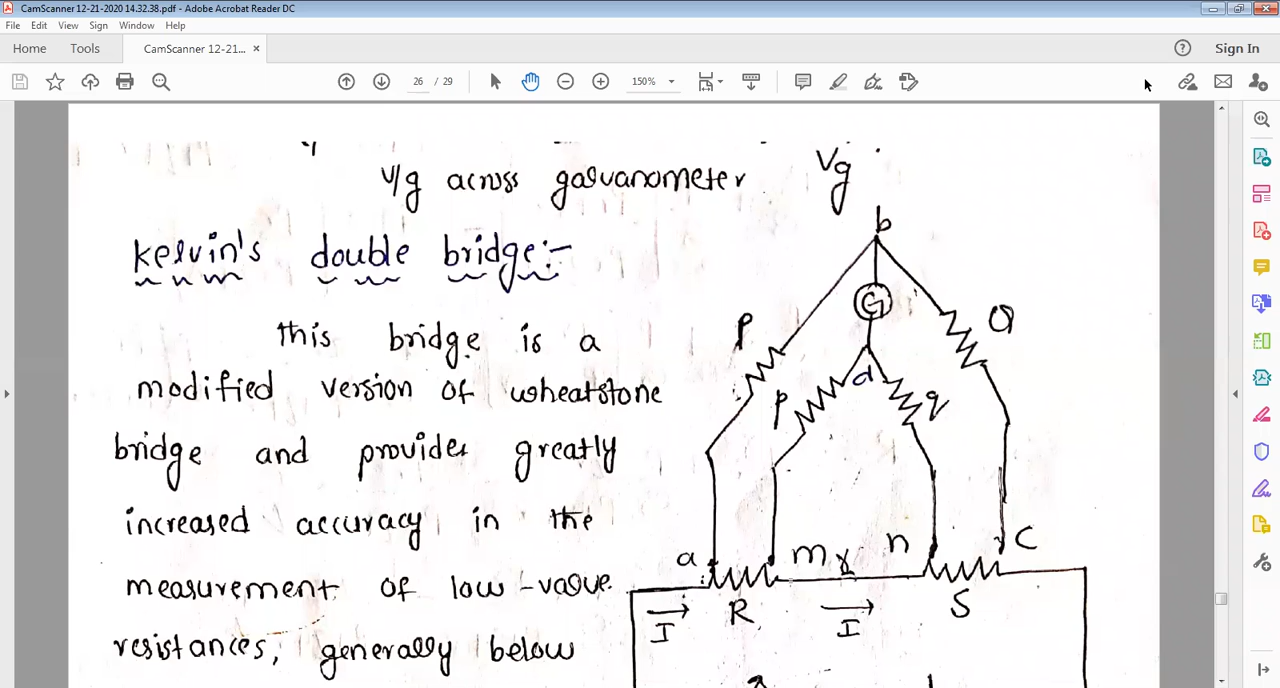 CamScanner 12-21-2020 14.32.38.pdf - Adobe Acrobat Reader DC
File Edit View Sign Window Help
Home Tools CamScanner 12-21... × Sign In
26 / 29 150%
V/g across galvanometer Vg
b
Kelvin's double bridge:-
G
P Q
this bridge is a
d
modified version of wheatstone
p q
bridge and provides greatly
increased accuracy in the
a m r n C
measurement of low-value
R S
I I
resistances, generally below